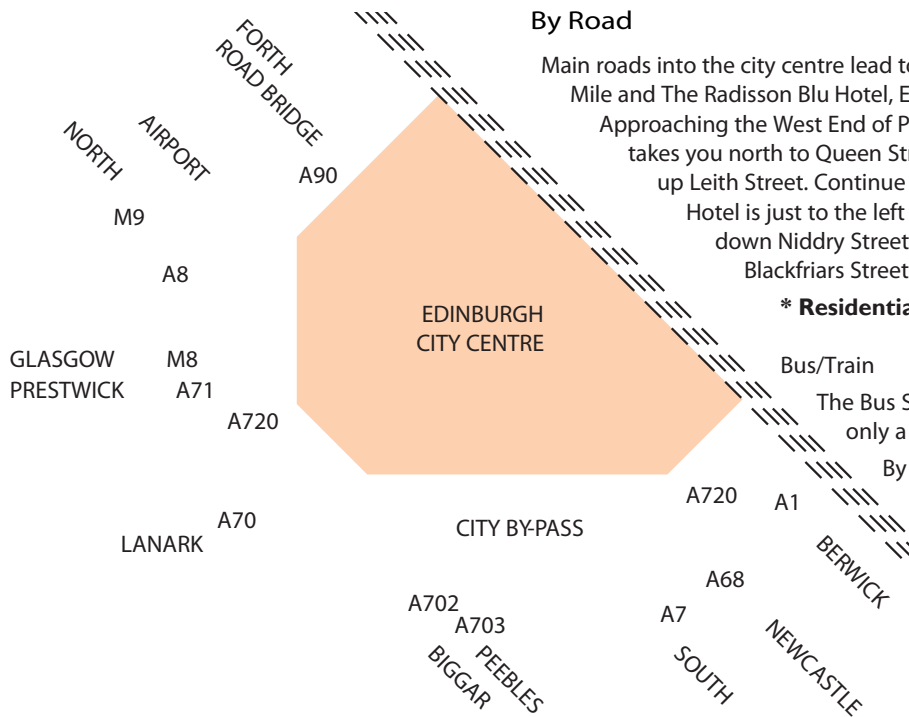 By Road
Main roads into the city centre lead to
Mile and The Radisson Blu Hotel, E
Approaching the West End of P
takes you north to Queen Str
up Leith Street. Continue
Hotel is just to the left
down Niddry Street
Blackfriars Street
* Residentia
Bus/Train
The Bus S
only a
By
FORTH
ROAD BRIDGE
AIRPORT
NORTH
A90
M9
A8
EDINBURGH
CITY CENTRE
GLASGOW
M8
PRESTWICK
A71
A720
A70
LANARK
CITY BY-PASS
A720
A1
BERWICK
A68
A7
NEWCASTLE
SOUTH
A702
A703
PEEBLES
BIGGAR